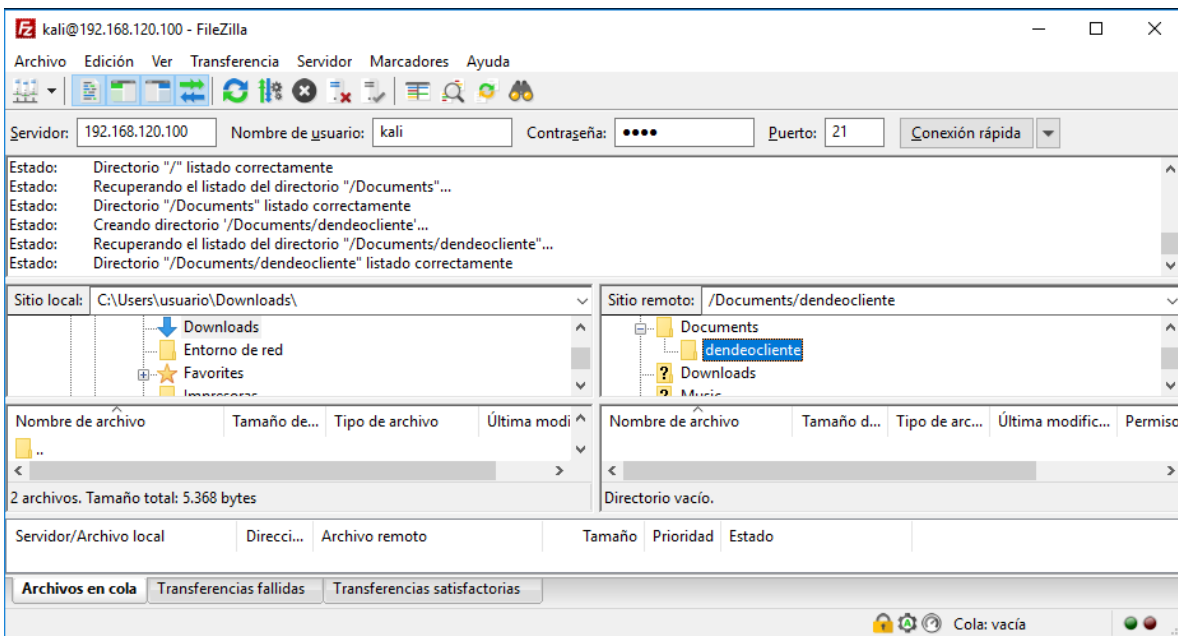 kali@192.168.120.100 - FileZilla
Archivo Edición Ver Transferencia Servidor Marcadores Ayuda
Servidor: 192.168.120.100 Nombre de usuario: kali Contraseña: •••• Puerto: 21 Conexión rápida
Estado: Directorio "/" listado correctamente
Estado: Recuperando el listado del directorio "/Documents"...
Estado: Directorio "/Documents" listado correctamente
Estado: Creando directorio '/Documents/dendeocliente'...
Estado: Recuperando el listado del directorio "/Documents/dendeocliente"...
Estado: Directorio "/Documents/dendeocliente" listado correctamente
Sitio local: C:\Users\usuario\Downloads\ Sitio remoto: /Documents/dendeocliente
Downloads
Entorno de red
Favorites
Impresoras
Documents
dendeocliente
? Downloads
? Music
Nombre de archivo Tamaño de... Tipo de archivo Última modi
..
2 archivos. Tamaño total: 5.368 bytes
Nombre de archivo Tamaño d... Tipo de arc... Última modific... Permiso
Directorio vacío.
Servidor/Archivo local Direcci... Archivo remoto Tamaño Prioridad Estado
Archivos en cola Transferencias fallidas Transferencias satisfactorias
Cola: vacía